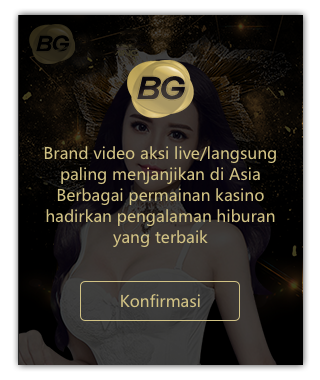 BG
BG
Brand video aksi live/langsung
paling menjanjikan di Asia
Berbagai permainan kasino
hadirkan pengalaman hiburan
yang terbaik
Konfirmasi